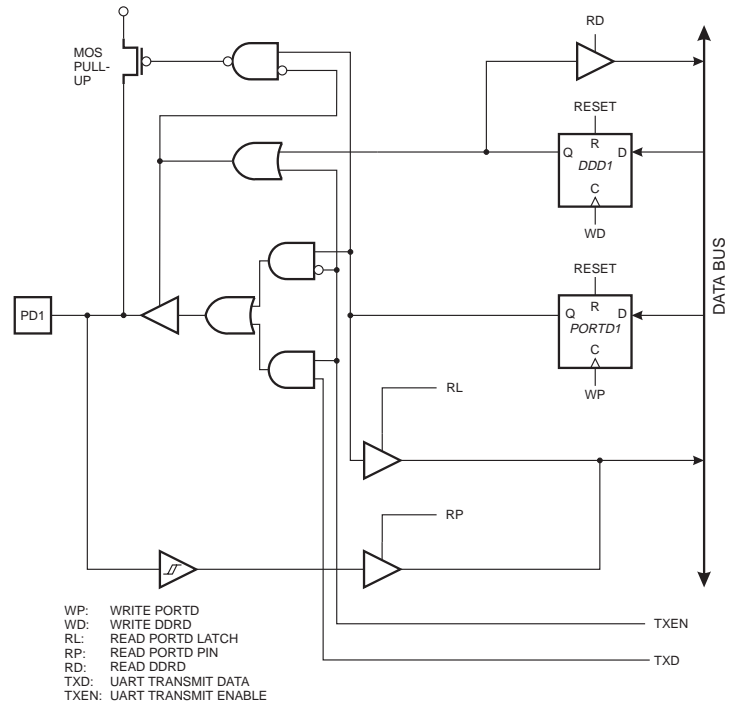 RD
MOS
PULL-
UP
RESET
R
Q
D
DDD1
C
WD
DATA BUS
RESET
R
Q
D
PORTD1
C
WP
PD1
RL
RP
WP: WRITE PORTD
WD: WRITE DDRD
RL: READ PORTD LATCH
RP: READ PORTD PIN
RD: READ DDRD
TXD: UART TRANSMIT DATA
TXEN: UART TRANSMIT ENABLE
TXEN
TXD